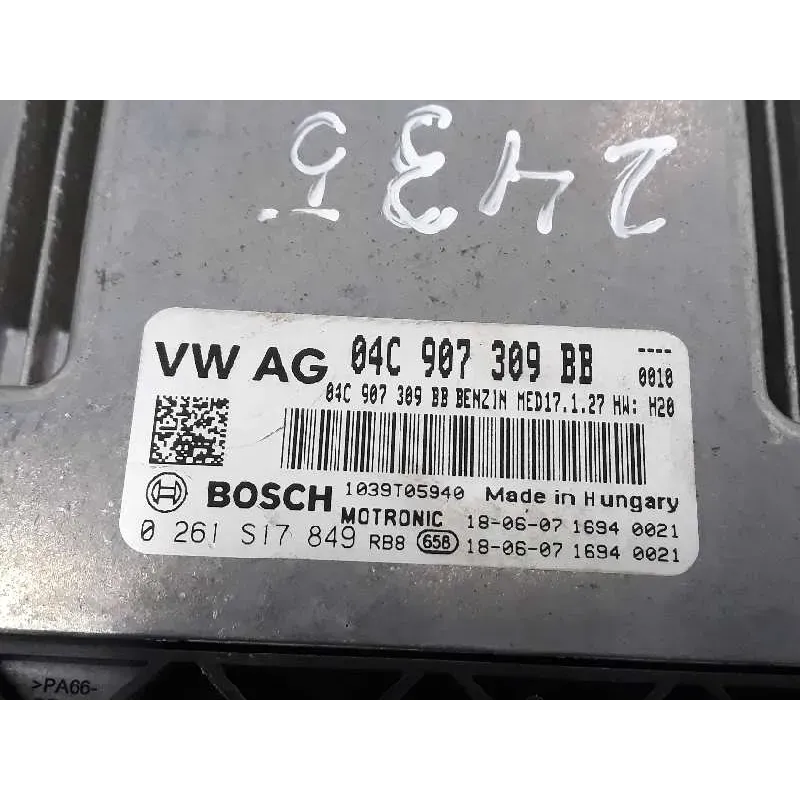 2435
VW AG 04C 907 309 BB ----
0010
04C 907 309 BB BENZIN MED17.1.27 HW: H20
BOSCH 1039T05940 Made in Hungary
MOTRONIC 18-06-07 1694 0021
0 261 S17 849 RB8 658 18-06-07 1694 0021
>PA66-